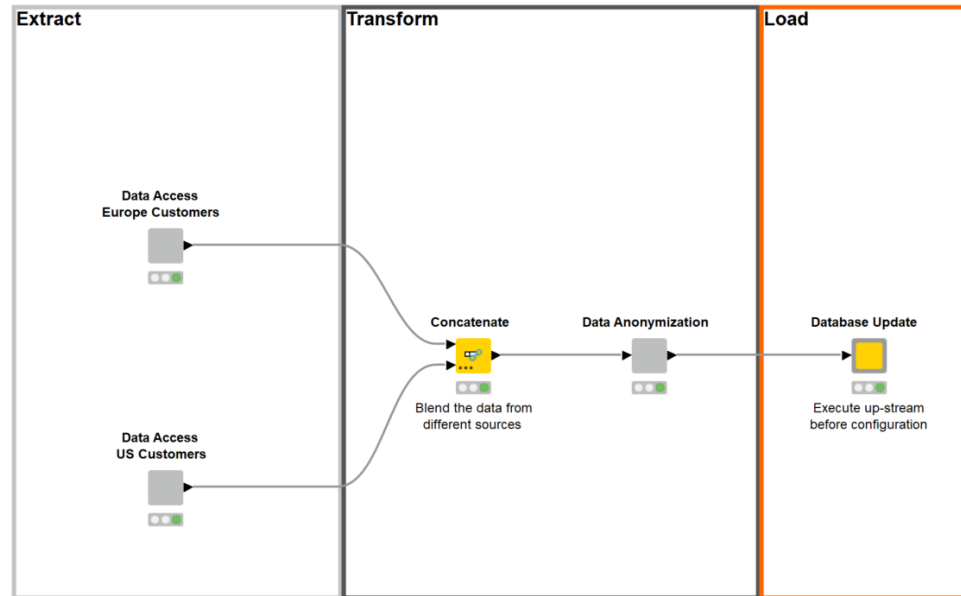 Extract
Transform
Load
Data Access
Europe Customers
Concatenate
Data Anonymization
Database Update
Blend the data from
different sources
Execute up-stream
before configuration
Data Access
US Customers